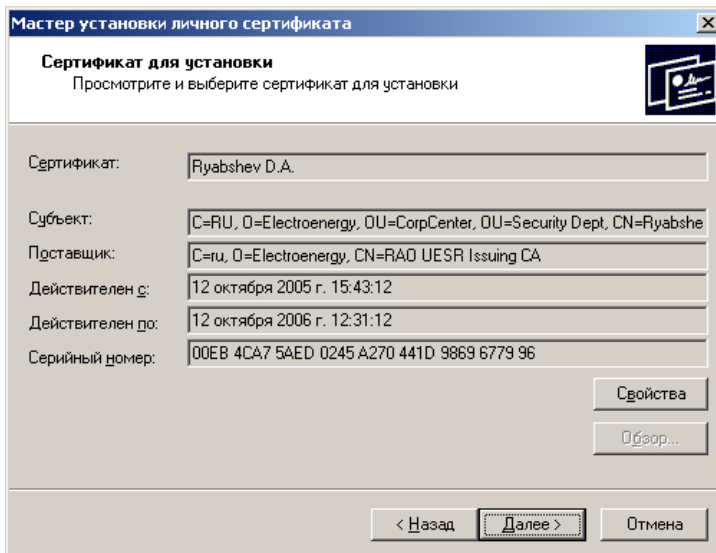 Мастер установки личного сертификата
Сертификат для установки
Просмотрите и выберите сертификат для установки
Сертификат: Ryabshev D.A.
Субъект: C=RU, O=Electroenergy, OU=CorpCenter, OU=Security Dept, CN=Ryabshe
Поставщик: C=ru, O=Electroenergy, CN=RAO UESR Issuing CA
Действителен с: 12 октября 2005 г. 15:43:12
Действителен по: 12 октября 2006 г. 12:31:12
Серийный номер: 00EB 4CA7 5AED 0245 A270 441D 9869 6779 96
Свойства
Обзор...
< Назад Далее > Отмена